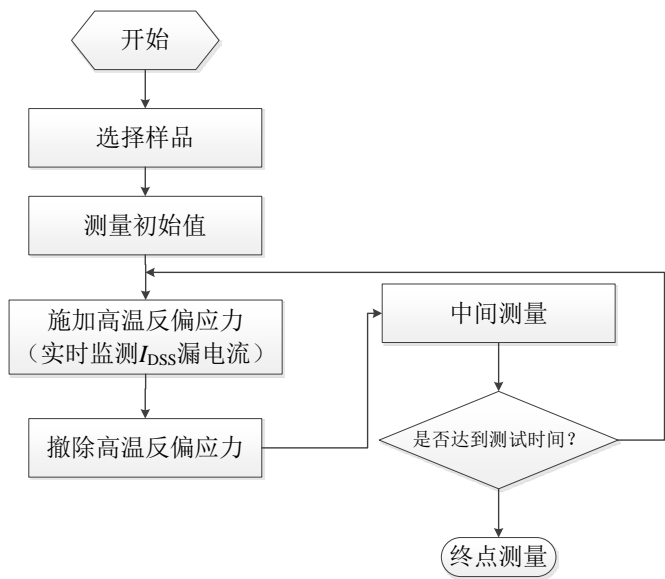 开始
选择样品
测量初始值
施加高温反偏应力
（实时监测IDSS漏电流）
撤除高温反偏应力
中间测量
是否达到测试时间？
终点测量